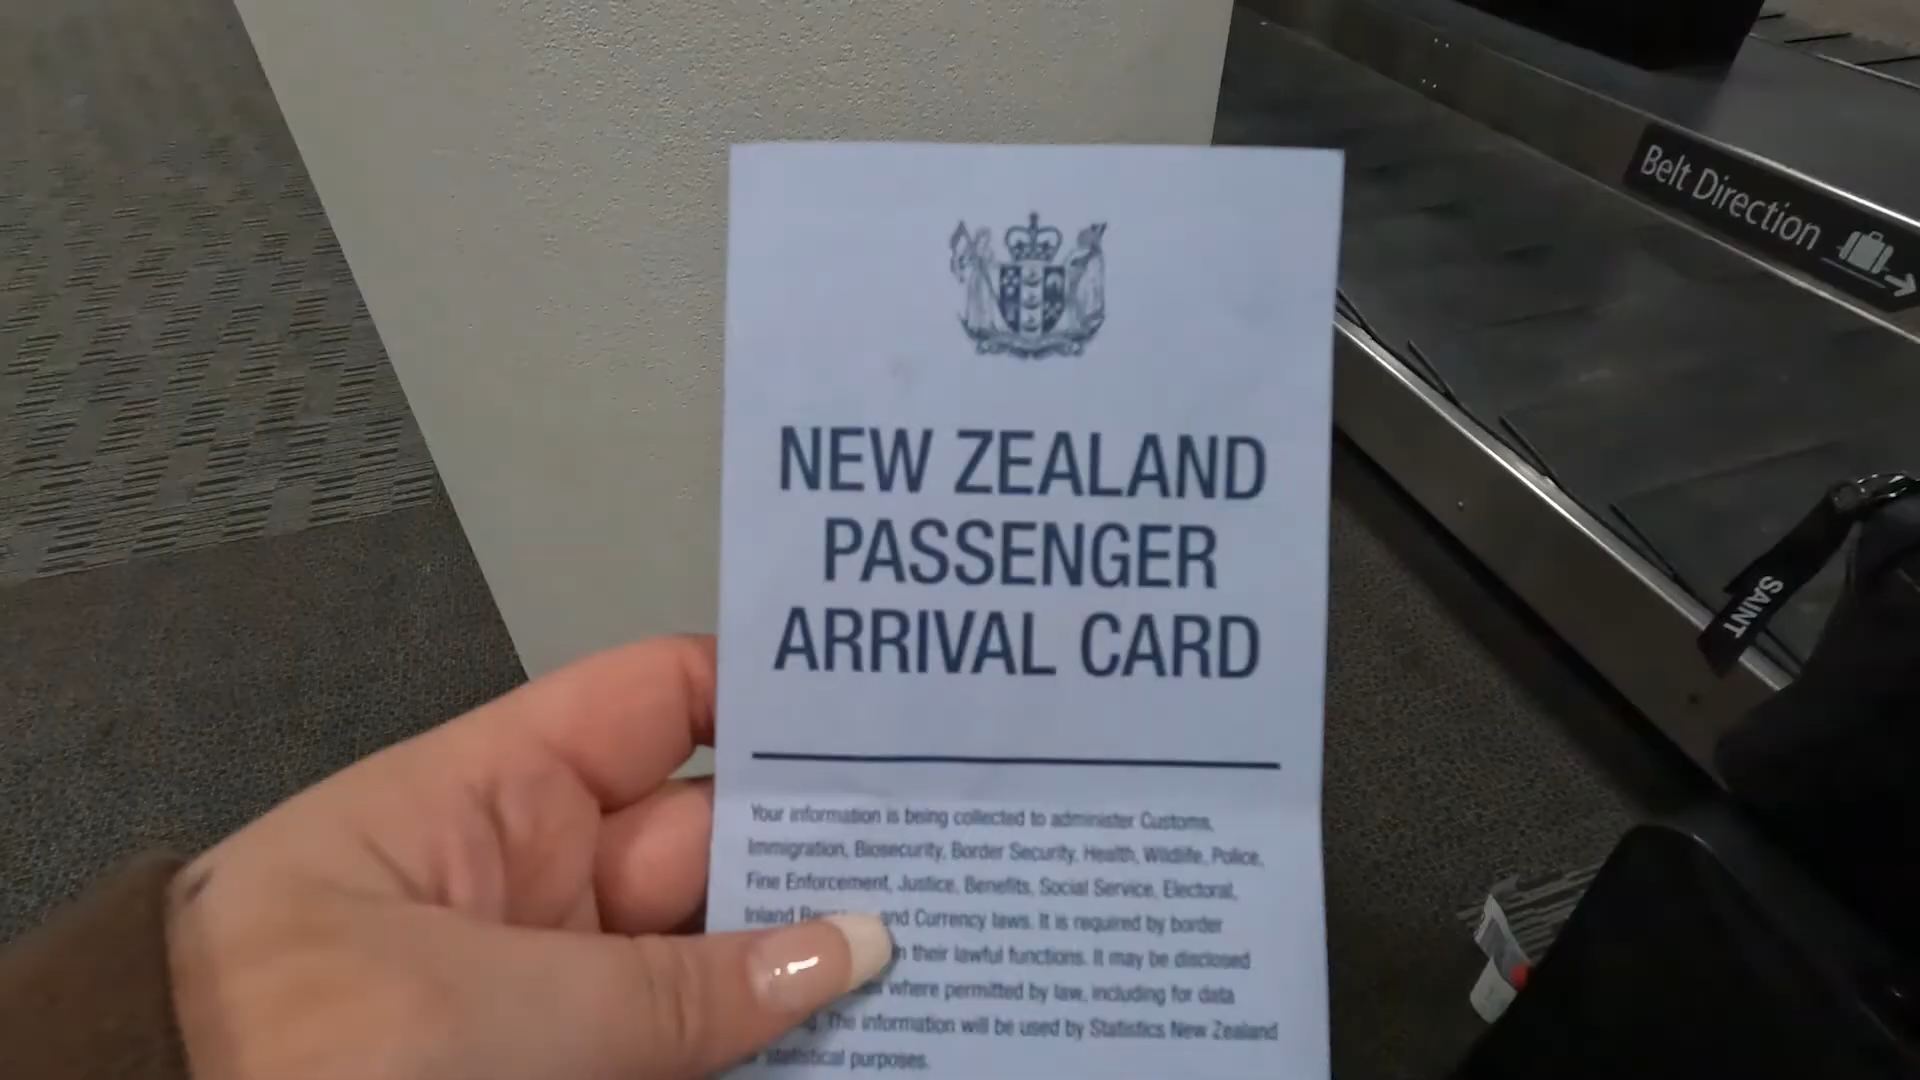 NEW ZEALAND
PASSENGER
ARRIVAL CARD
Your information is being collected to administer Customs,
Immigration, Biosecurity, Border Security, Health, Wildlife, Police,
Fine Enforcement, Justice, Benefits, Social Service, Electoral,
Inland and Currency laws. It is required by border
their lawful functions. It may be disclosed
where permitted by law, including for data
The information will be used by Statistics New Zealand
statistical purposes.
Belt Direction
SAINT